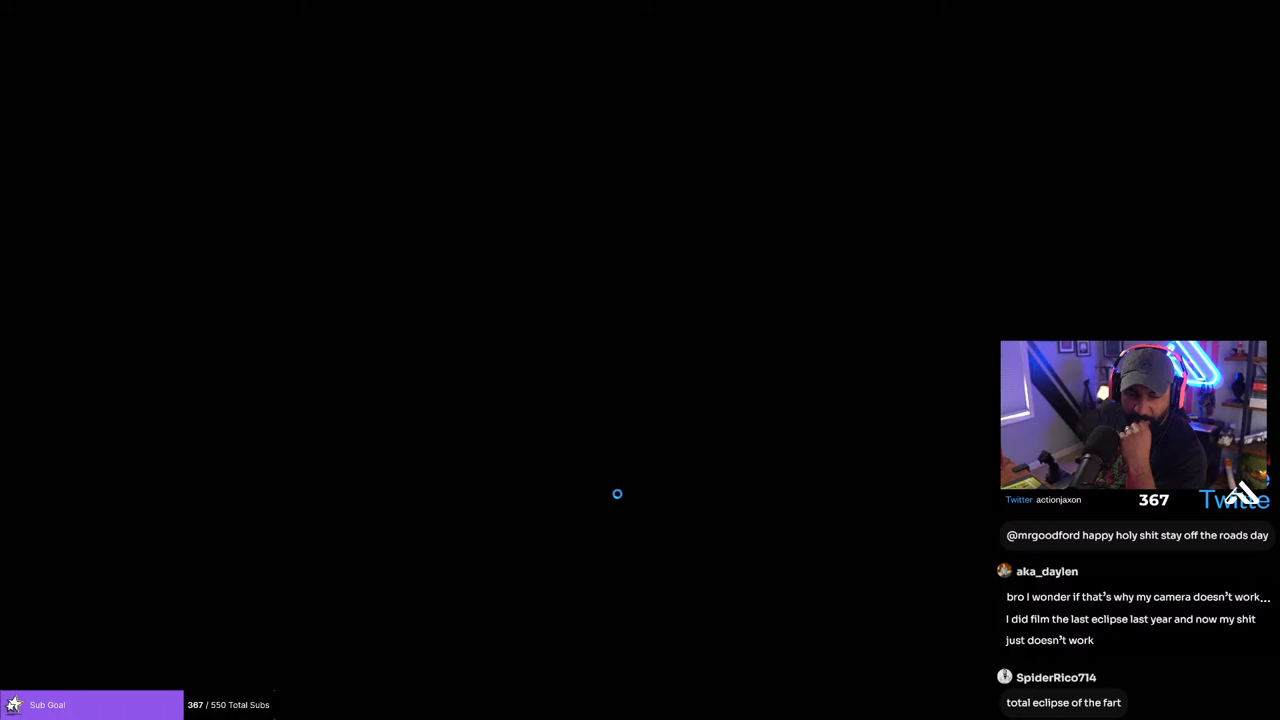 Twitter actionjaxon
367
Twitte
@mrgoodford happy holy shit stay off the roads day
aka_daylen
bro I wonder if that's why my camera doesn't work...
I did film the last eclipse last year and now my shit
just doesn't work
SpiderRico714
total eclipse of the fart
Sub Goal
367 / 550 Total Subs